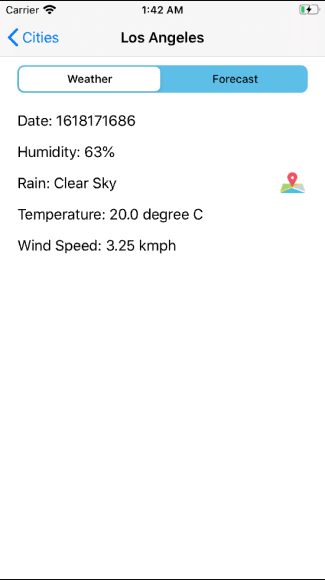 Carrier 1:42 AM
Cities Los Angeles
Weather Forecast
Date: 1618171686
Humidity: 63%
Rain: Clear Sky
Temperature: 20.0 degree C
Wind Speed: 3.25 kmph